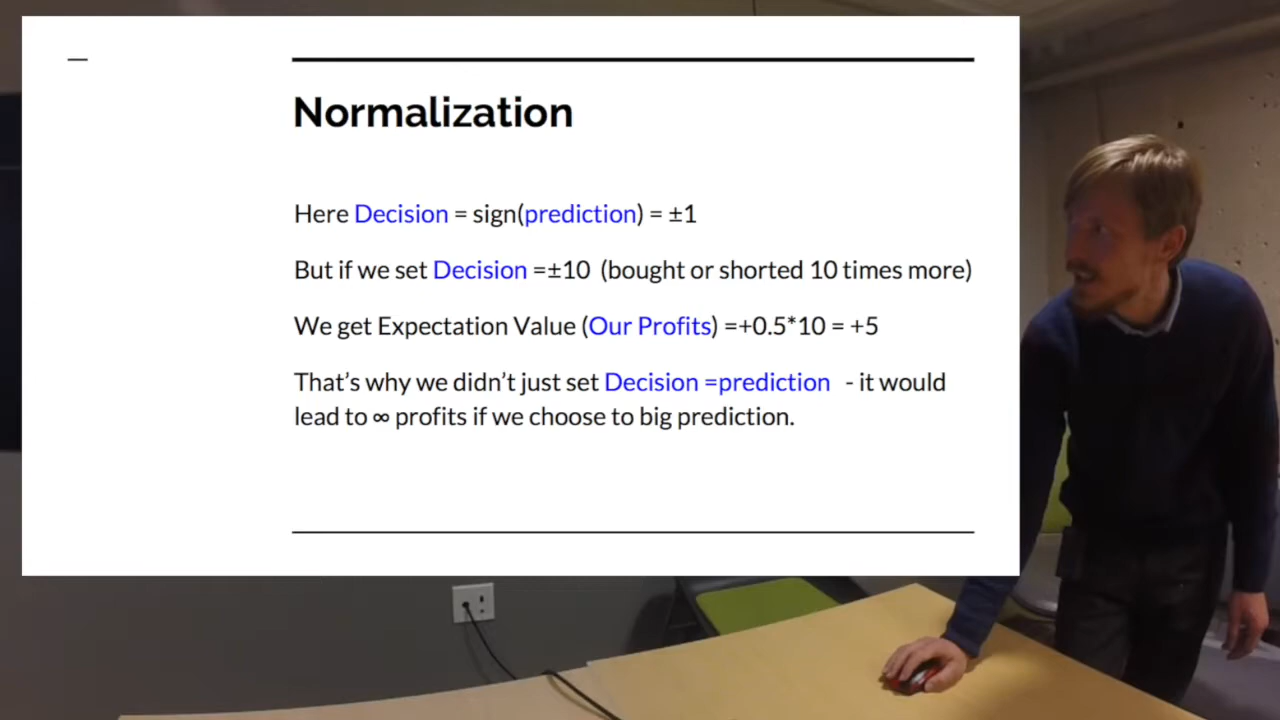 Normalization
Here Decision = sign(prediction) = ±1
But if we set Decision =±10 (bought or shorted 10 times more)
We get Expectation Value (Our Profits) =+0.5*10 = +5
That's why we didn't just set Decision =prediction - it would
lead to ∞ profits if we choose to big prediction.